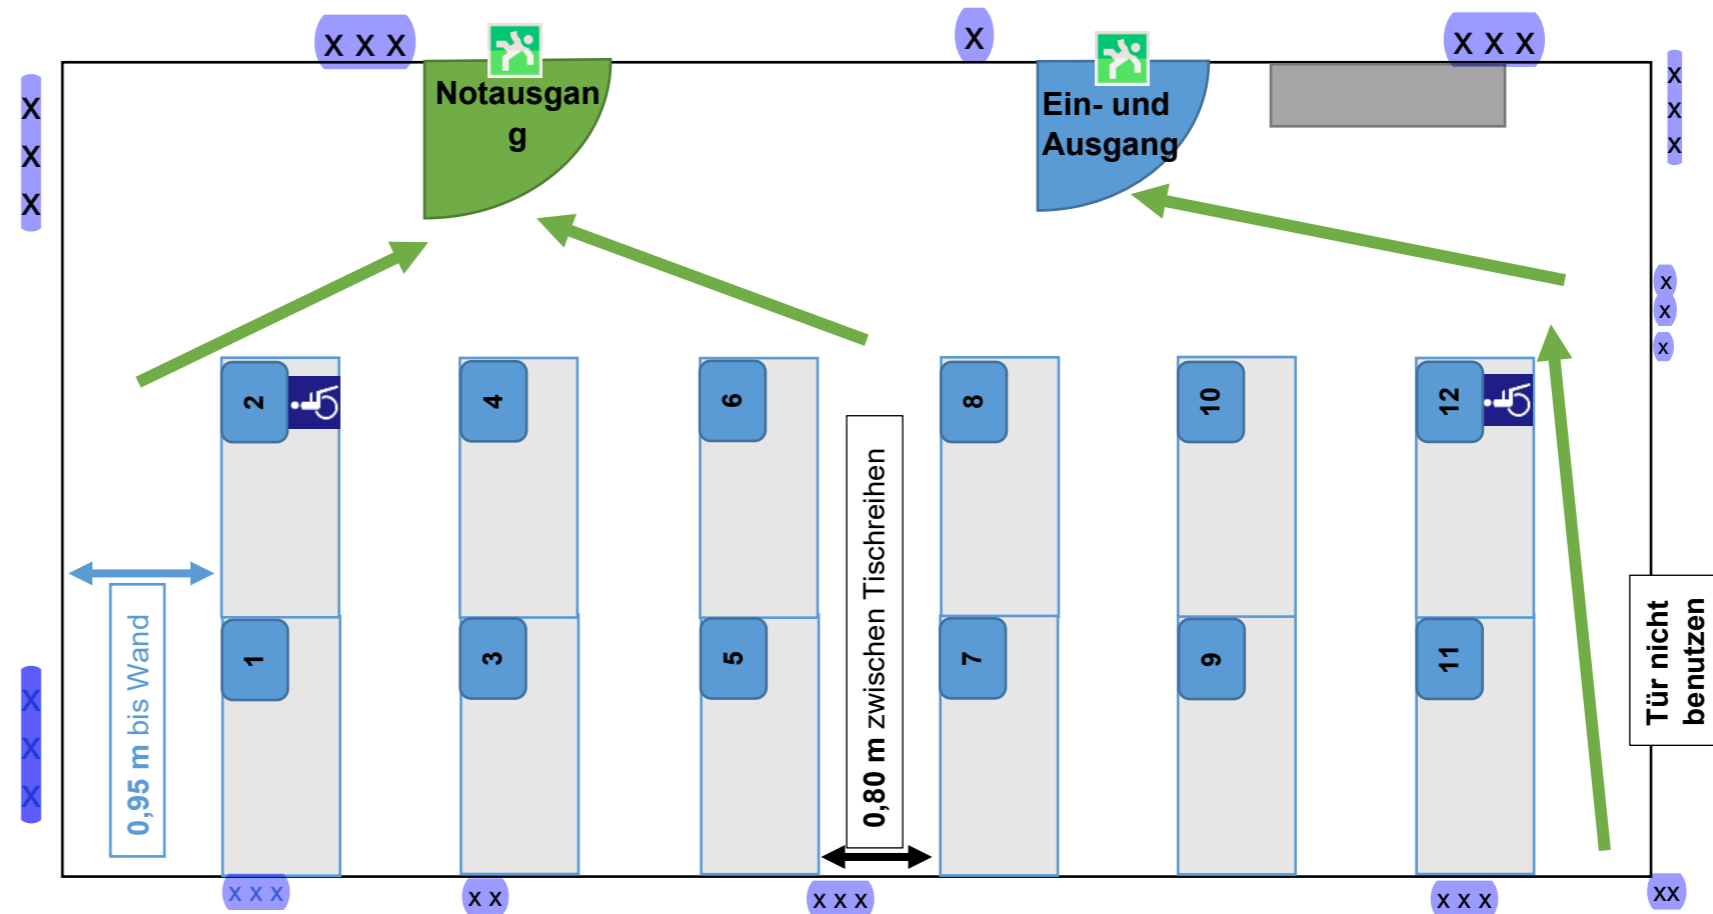 X X X
X
X X X
Notausgan
g
Ein- und
Ausgang
X
X
X
X
X
X
X
X
X
2
4
6
8
10
12
0,80 m zwischen Tischreihen
0,95 m bis Wand
Tür nicht
benutzen
1
3
5
7
9
11
X
X
X
X X X
X X
X X X
X X X
XX